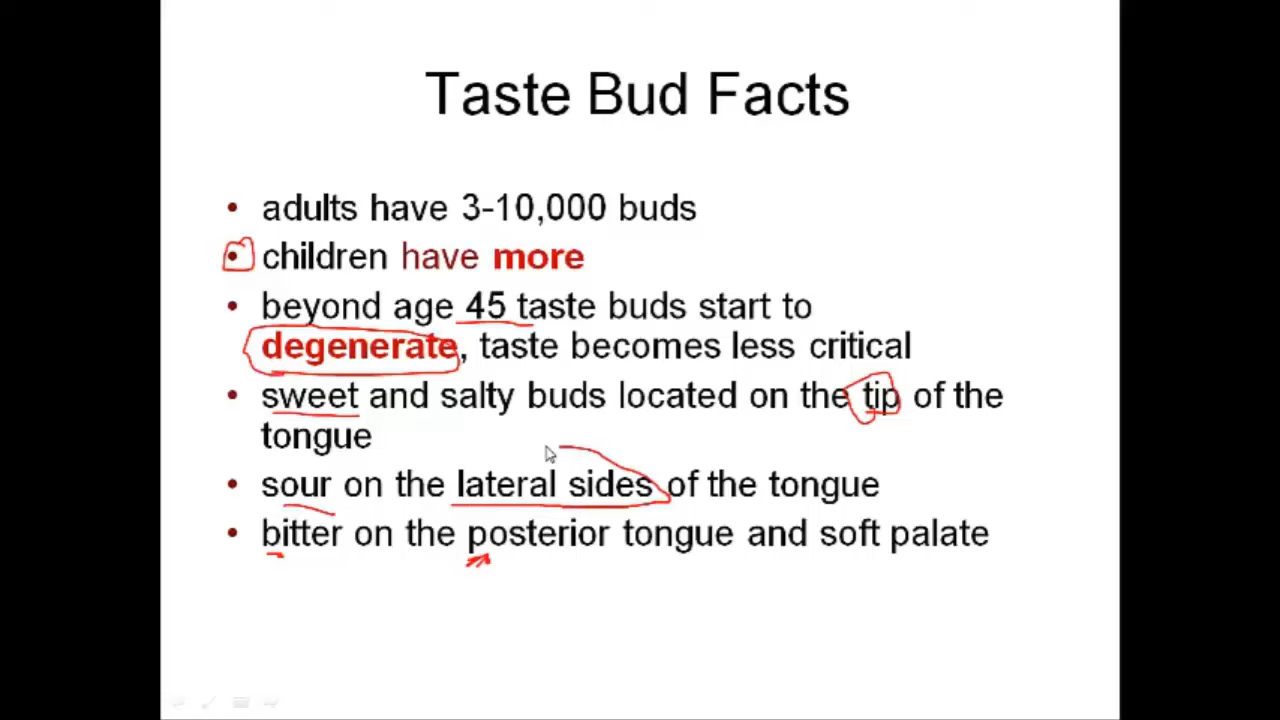 Taste Bud Facts
• adults have 3-10,000 buds
• children have more
• beyond age 45 taste buds start to
degenerate, taste becomes less critical
• sweet and salty buds located on the tip of the
tongue
• sour on the lateral sides of the tongue
• bitter on the posterior tongue and soft palate